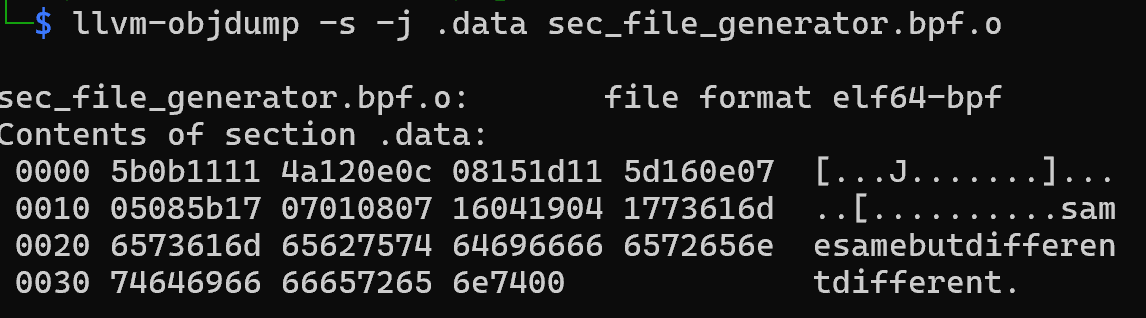 └─$ llvm-objdump -s -j .data sec_file_generator.bpf.o
sec_file_generator.bpf.o:       file format elf64-bpf
Contents of section .data:
 0000 5b0b1111 4a120e0c 08151d11 5d160e07  [...J.......]...
 0010 05085b17 07010807 16041904 1773616d  ..[..........sam
 0020 6573616d 65627574 64696666 6572656e  esamebutdifferen
 0030 74646966 66657265 6e7400             tdifferent.